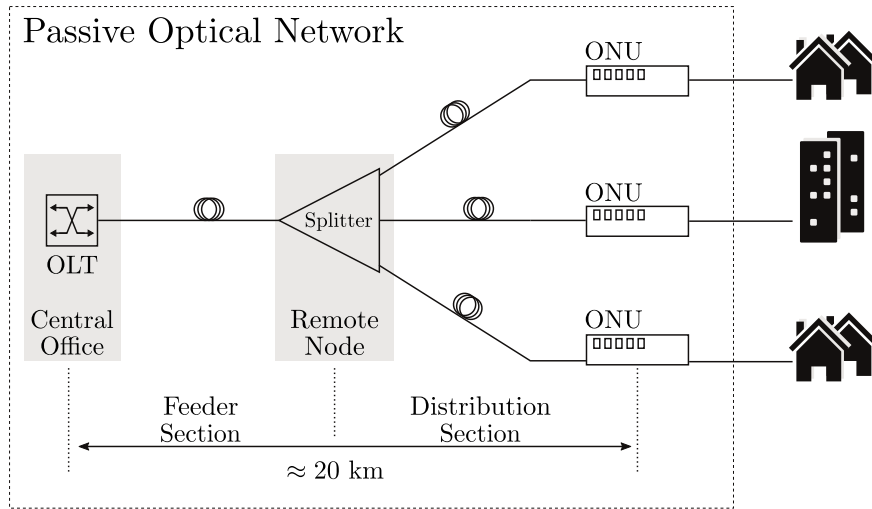 Passive Optical Network
ONU
ONU
Splitter
OLT
Central
Office
Remote
Node
ONU
Feeder
Section
Distribution
Section
≈ 20 km